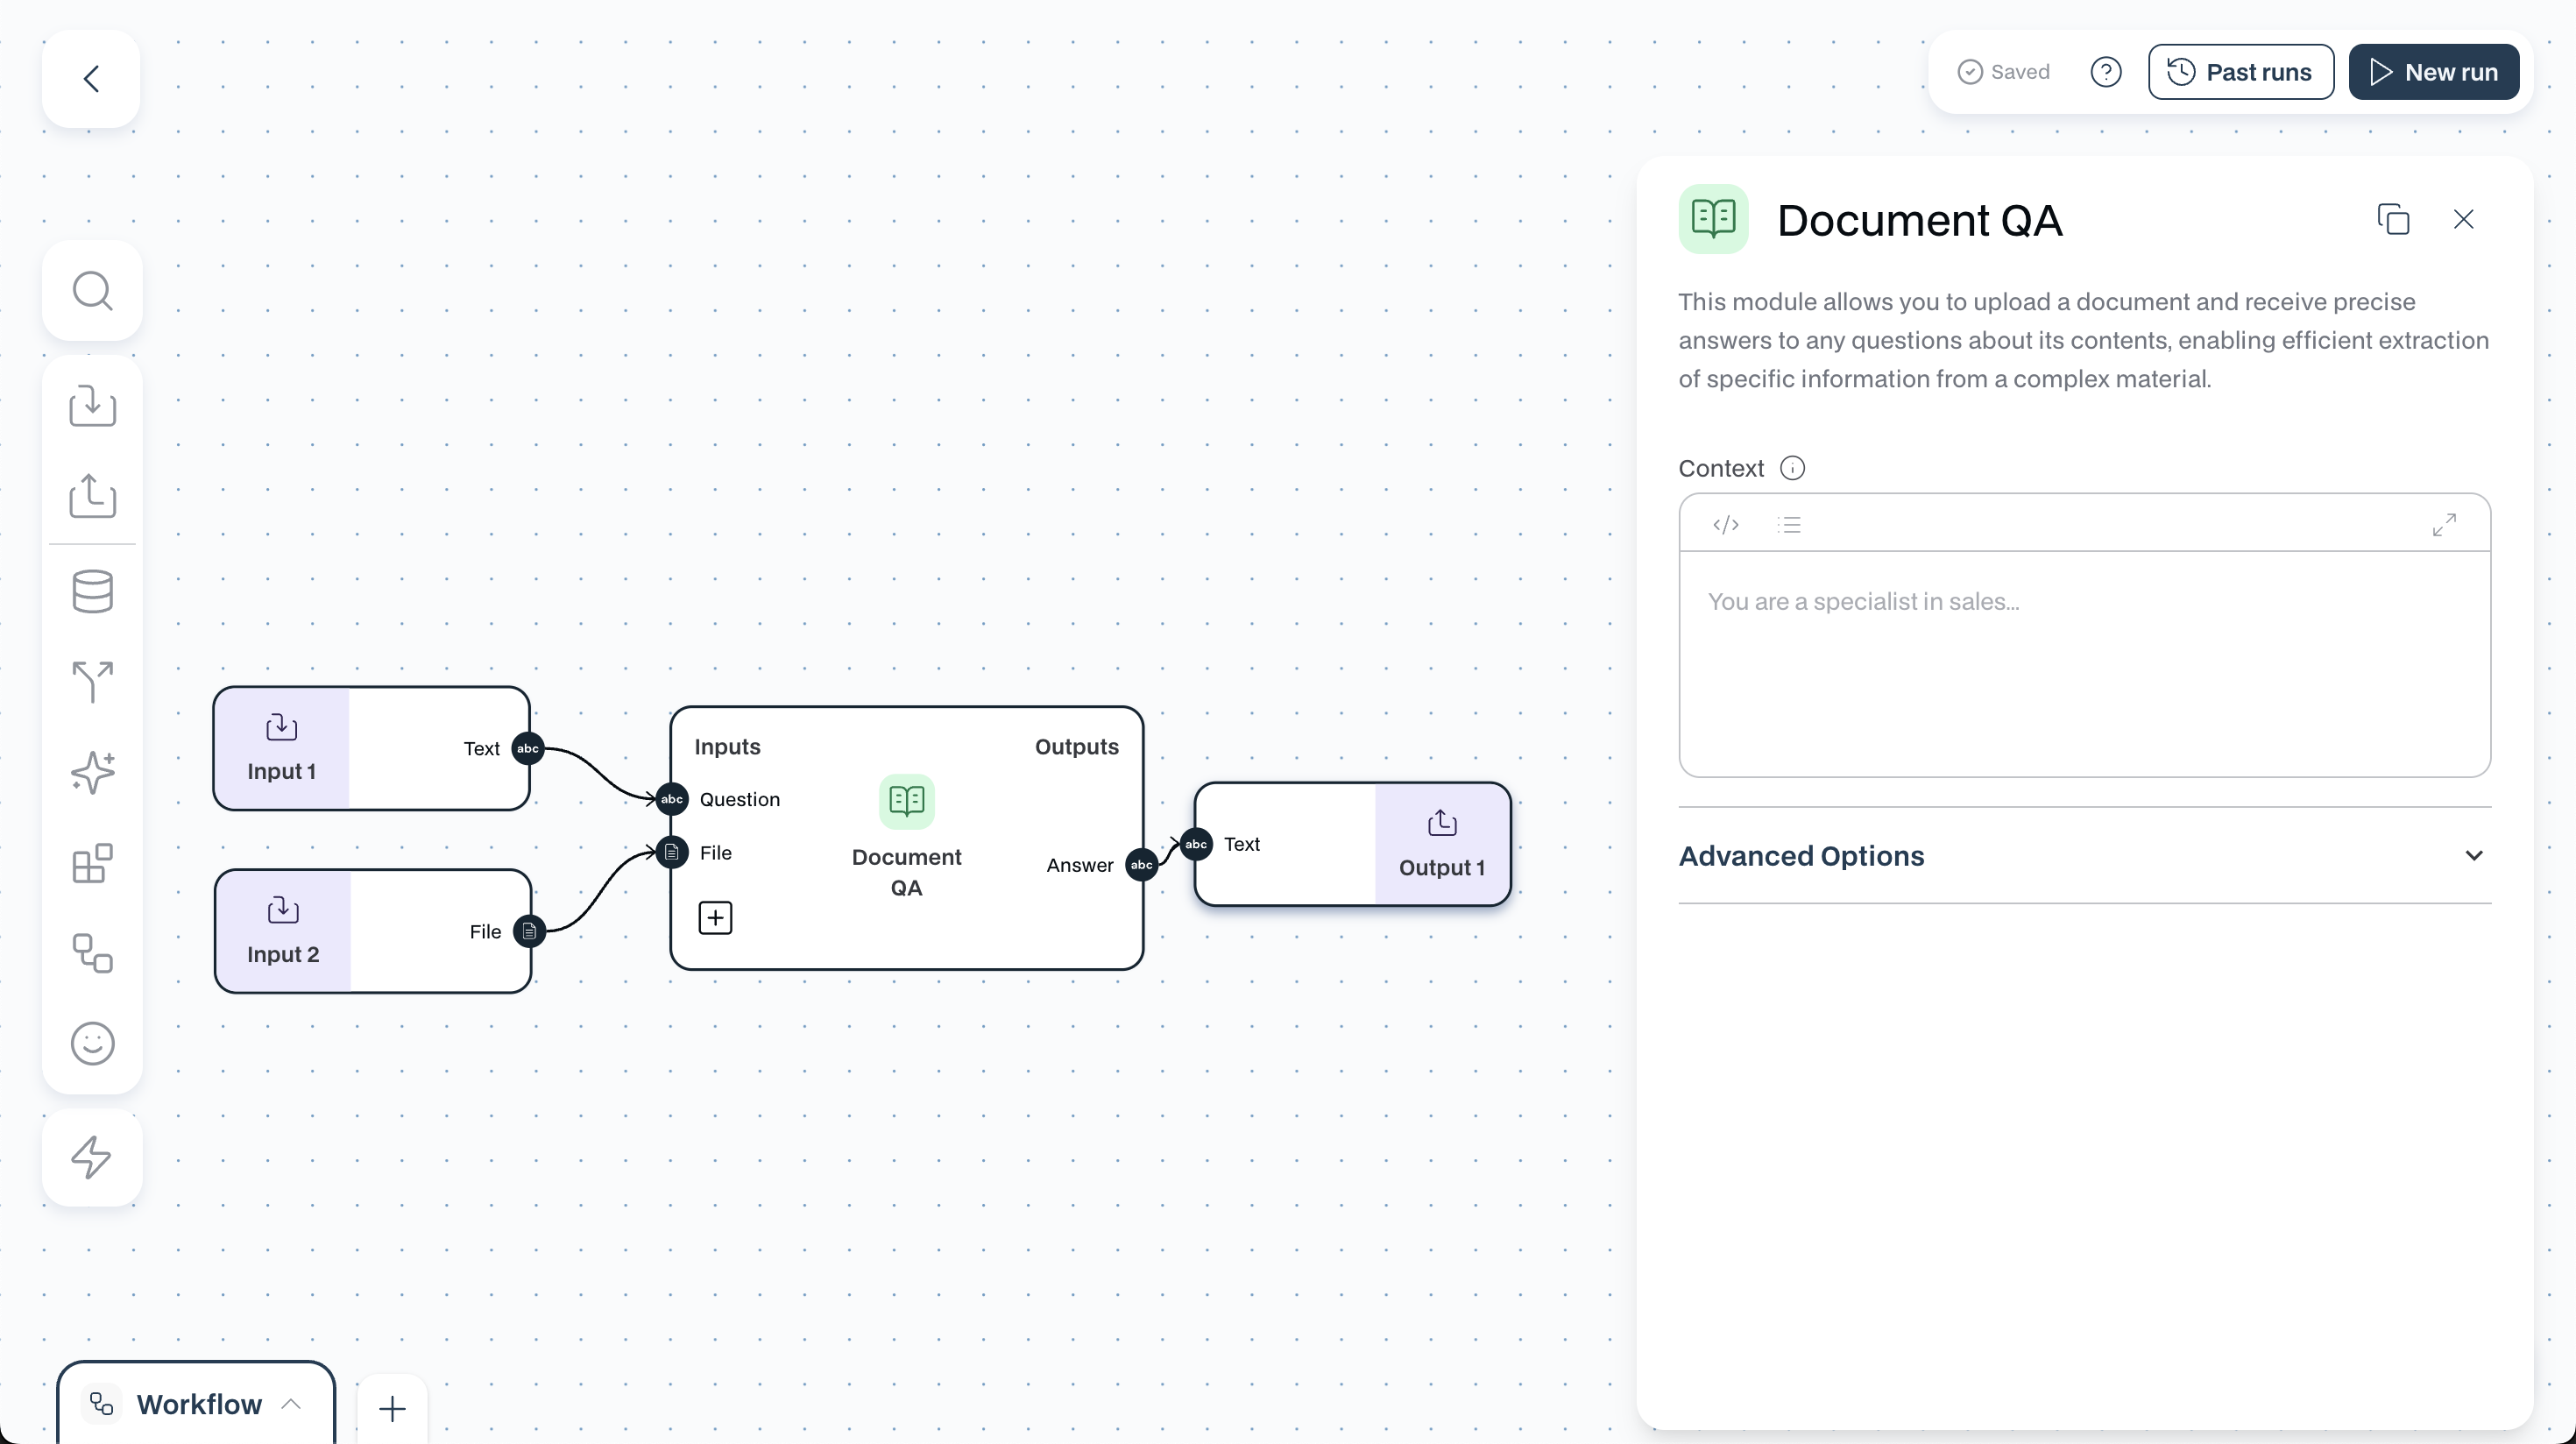 Saved
Past runs
New run
Document QA
This module allows you to upload a document and receive precise
answers to any questions about its contents, enabling efficient extraction
of specific information from a complex material.
Context
You are a specialist in sales...
Advanced Options
Input 1
Text
abc
Input 2
File
Inputs
Outputs
abc
Question
File
Document
QA
Answer
abc
abc
Text
Output 1
Workflow